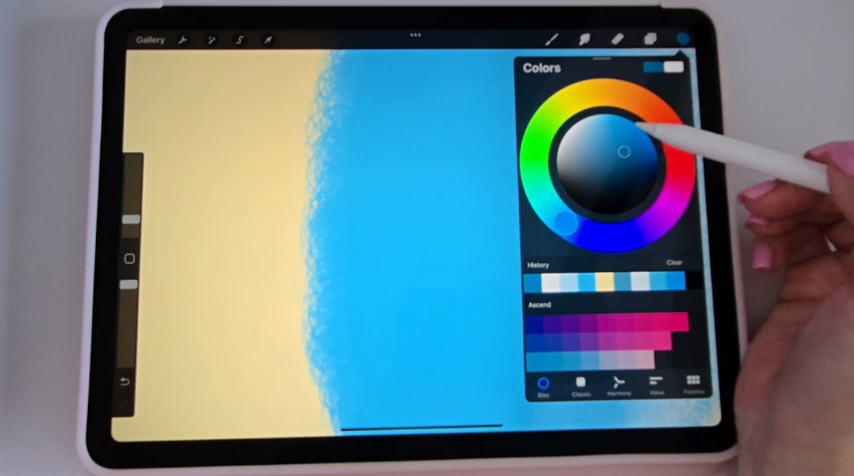 Gallery
Colors
History Clear
Ascend
Disc Classic Harmony Value Palettes